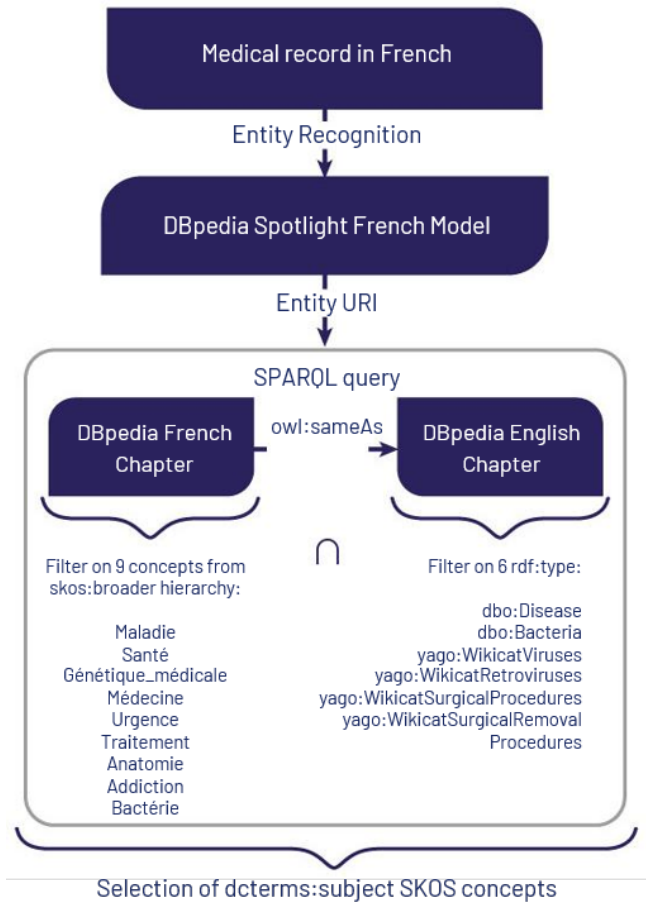 Medical record in French
Entity Recognition
DBpedia Spotlight French Model
Entity URI
SPARQL query
DBpedia French
Chapter
owl:sameAs
DBpedia English
Chapter
Filter on 9 concepts from
skos:broader hierarchy:
Maladie
Santé
Génétique_médicale
Médecine
Urgence
Traitement
Anatomie
Addiction
Bactérie
∩
Filter on 6 rdf:type:
dbo:Disease
dbo:Bacteria
yago:WikicatViruses
yago:WikicatRetroviruses
yago:WikicatSurgicalProcedures
yago:WikicatSurgicalRemoval
Procedures
Selection of dcterms:subject SKOS concepts